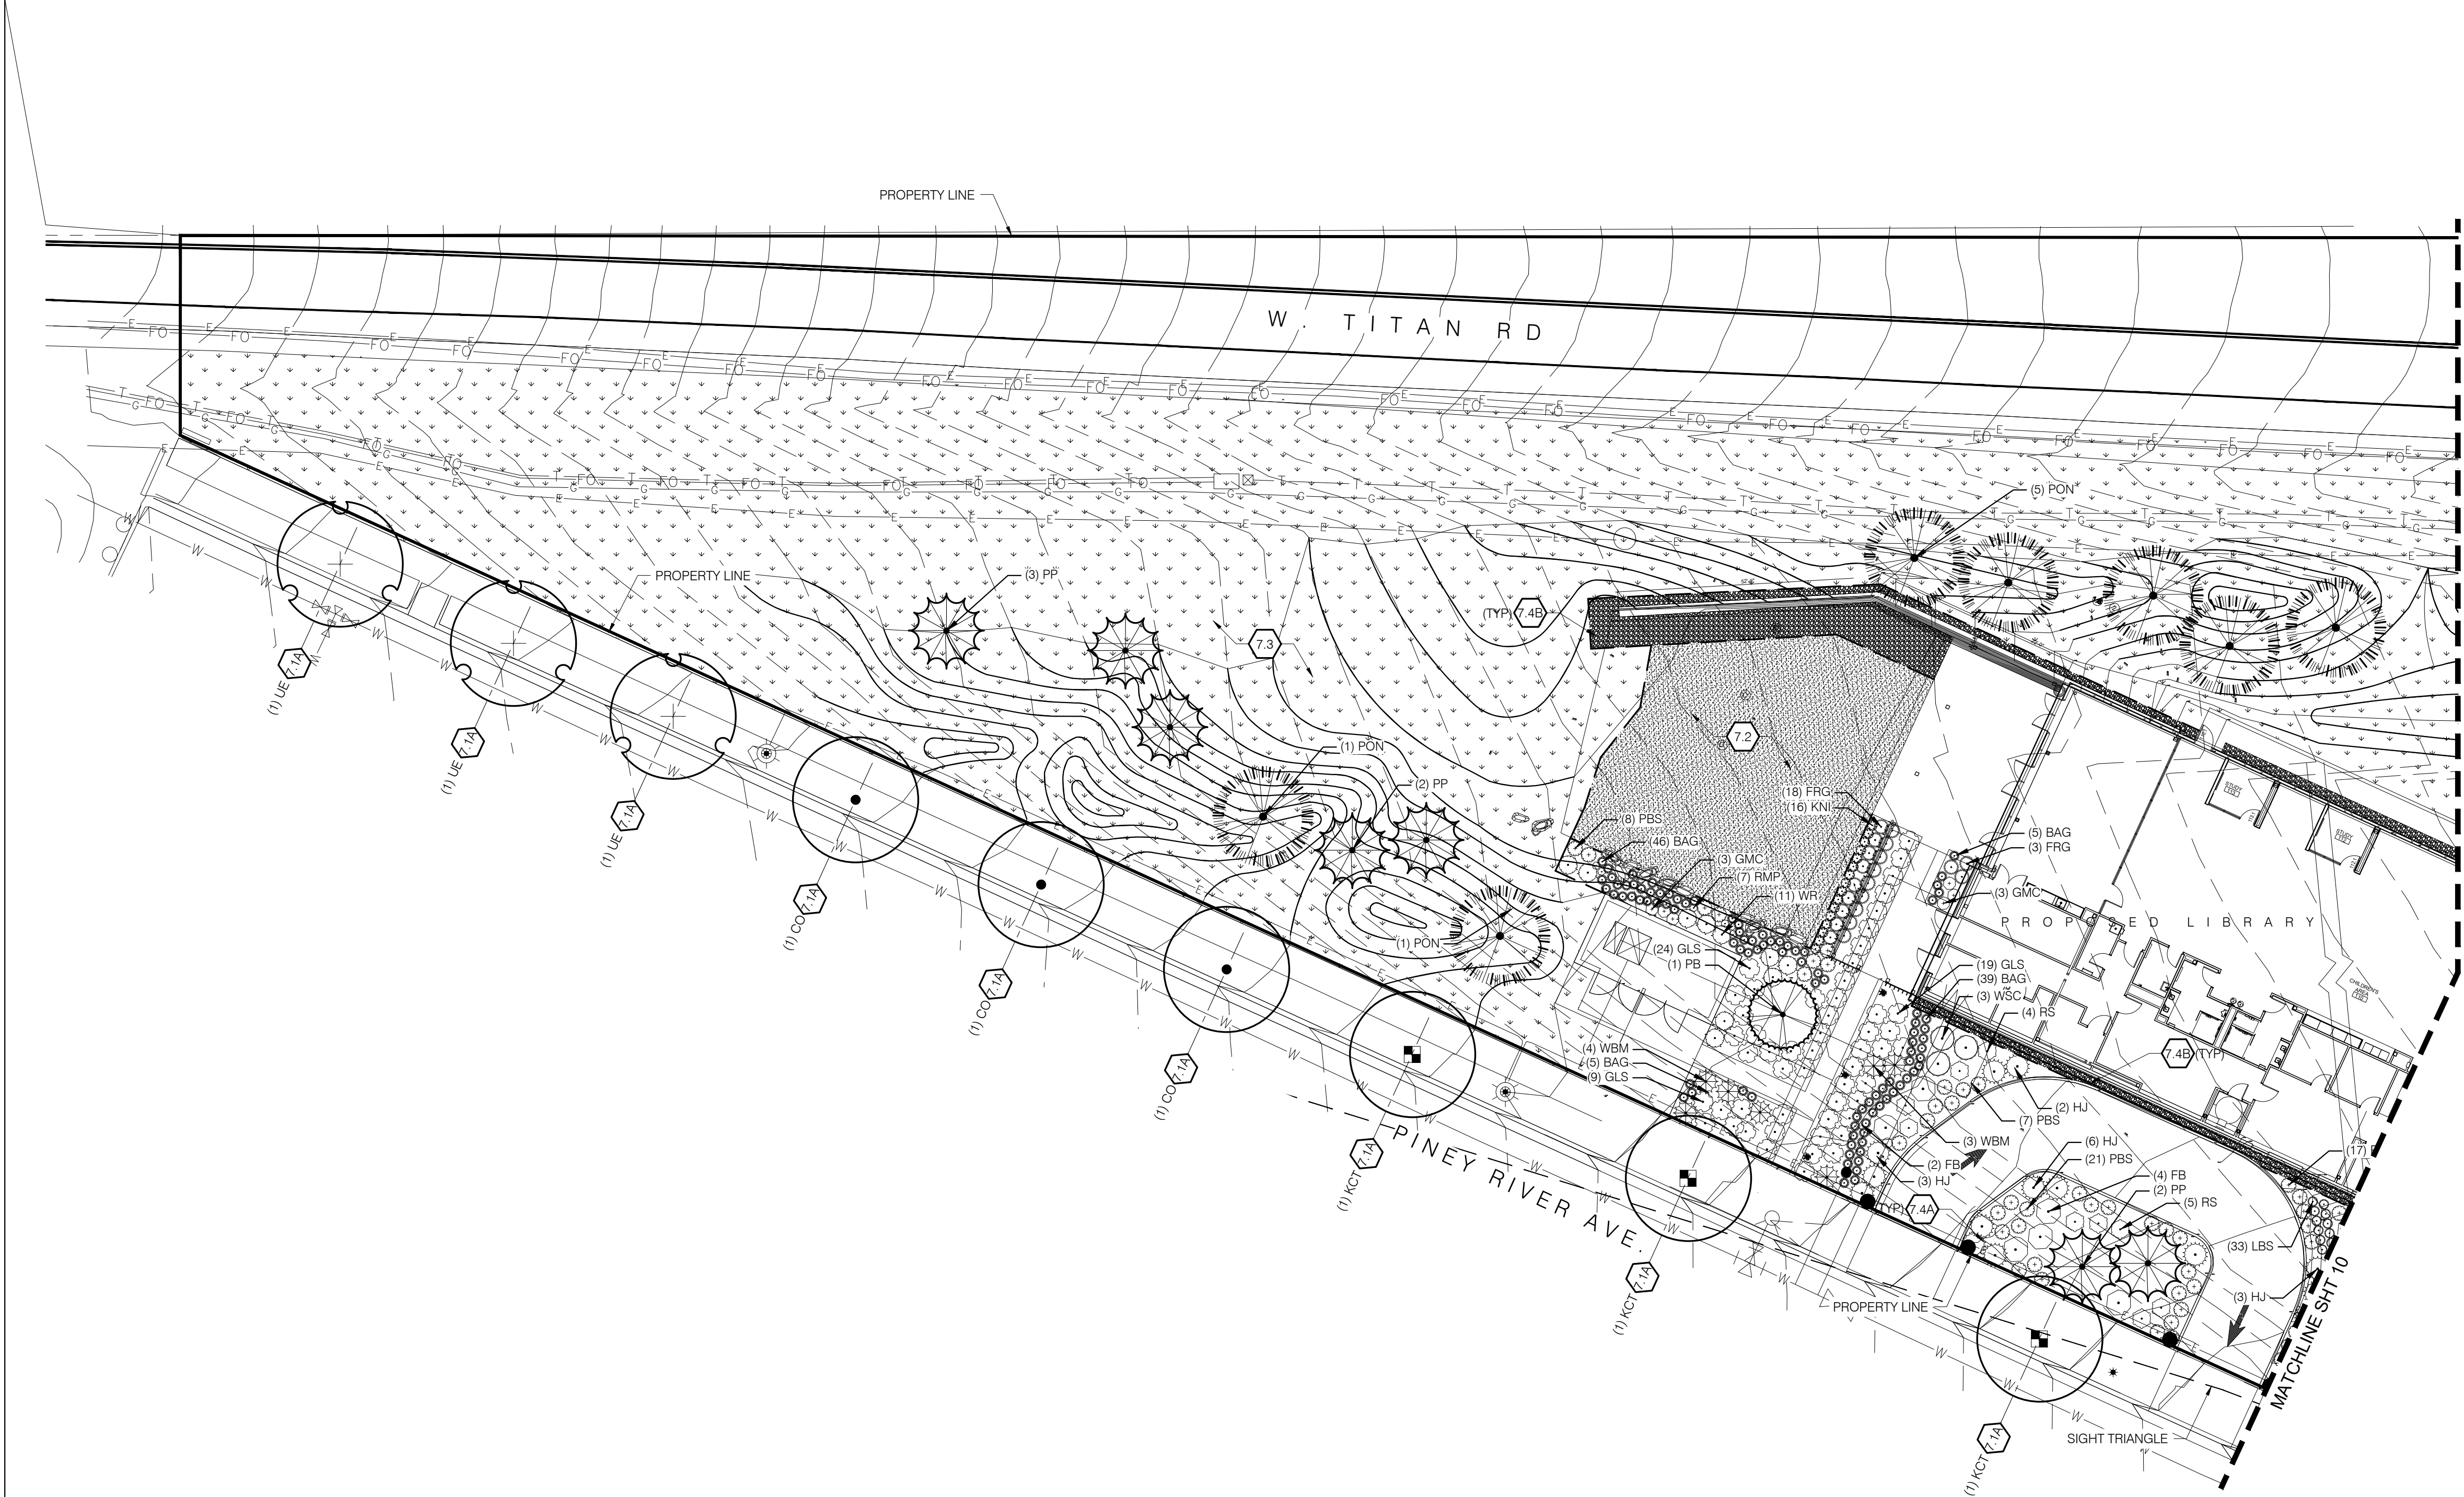 PROPERTY LINE
W. TITAN RD
(5) PON
PROPERTY LINE
(3) PP
(TYP) 7.4B
7.3
(1) UE 7.1A
(1) UE 7.1A
(1) UE 7.1A
7.2
(1) PON
(2) PP
(18) FRG
(16) KNI
(8) PBS
(46) BAG
(3) GMC
(7) RMP
(11) WR
(5) BAG
(3) FRG
(3) GMC
PROPOSED LIBRARY
STUDY
STUDY
CHILDREN'S
AREA
(1) CO 7.1A
(1) CO 7.1A
(1) CO 7.1A
(1) PON
(24) GLS
(1) PB
(19) GLS
(39) BAG
(3) WSC
(4) RS
7.4B (TYP)
(4) WBM
(5) BAG
(9) GLS
(2) HJ
(7) PBS
(3) WBM
(2) FB
(3) HJ
(6) HJ
(21) PBS
(4) FB
(2) PP
(5) RS
(17)
(33) LBS
(3) HJ
(TYP) 7.4A
PINEY RIVER AVE.
(1) KCT 7.1A
(1) KCT 7.1A
(1) KCT 7.1A
PROPERTY LINE
SIGHT TRIANGLE
MATCHLINE SHT 10